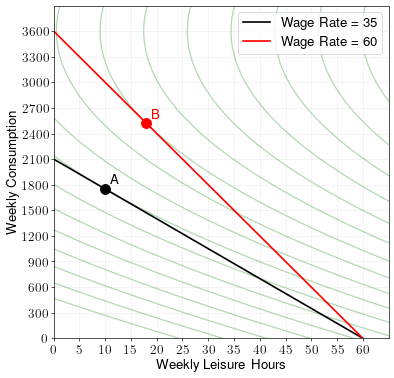 Wage Rate = 35
Wage Rate = 60
3600
3300
3000
2700
2400
2100
1800
1500
1200
900
600
300
0
Weekly Consumption
B
A
0 5 10 15 20 25 30 35 40 45 50 55 60
Weekly Leisure Hours